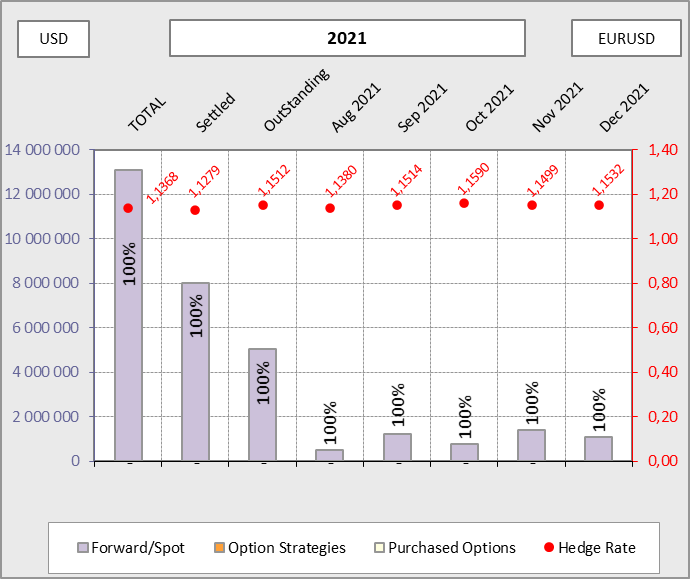 USD
2021
EURUSD
TOTAL
Settled
OutStanding
Aug 2021
Sep 2021
Oct 2021
Nov 2021
Dec 2021
14 000 000
12 000 000
10 000 000
8 000 000
6 000 000
4 000 000
2 000 000
0
1,1368
1,1279
1,1512
1,1380
1,1514
1,1590
1,1499
1,1532
100%
100%
100%
100%
100%
100%
100%
100%
1,40
1,20
1,00
0,80
0,60
0,40
0,20
0,00
- - - - - - - -
Forward/Spot
Option Strategies
Purchased Options
Hedge Rate